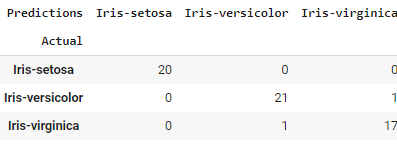 Predictions Iris-setosa Iris-versicolor Iris-virginica
Actual
Iris-setosa 20 0 0
Iris-versicolor 0 21 1
Iris-virginica 0 1 17